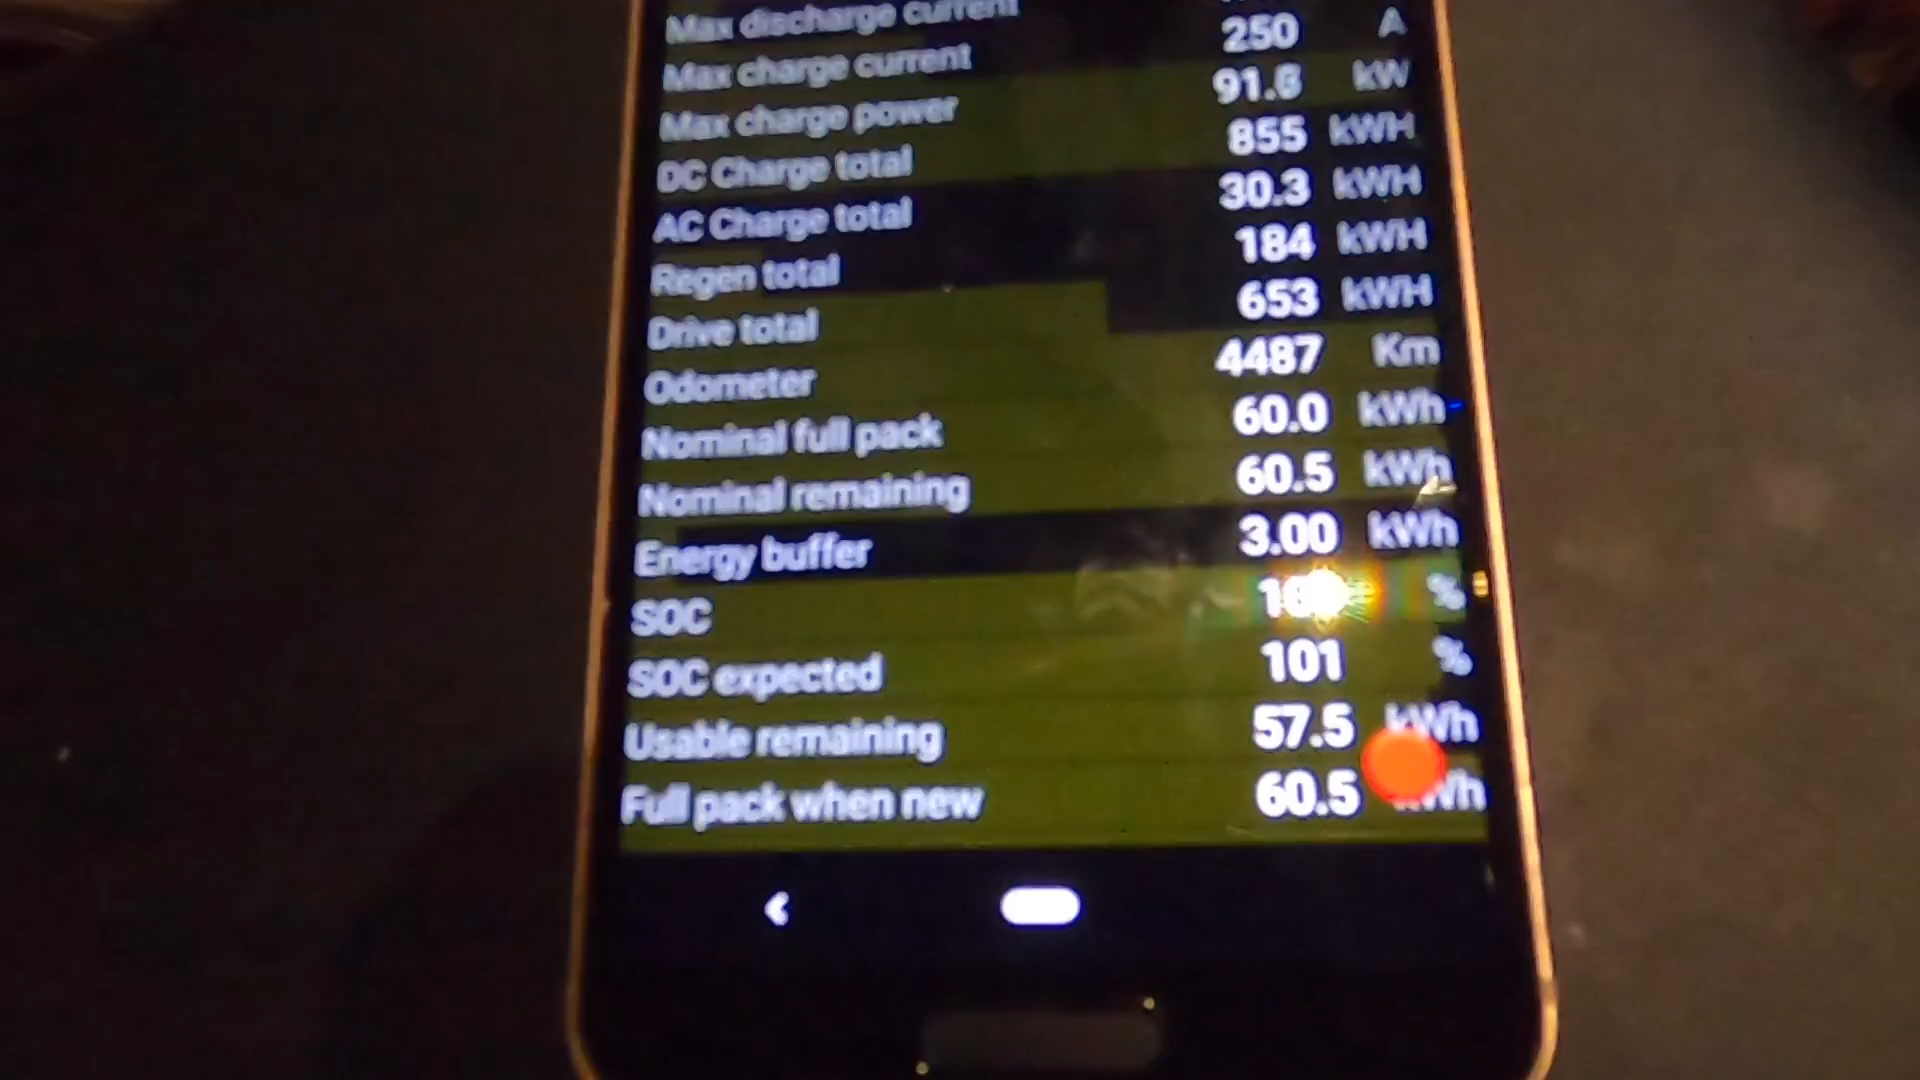 Max discharge current
Max charge current 250 A
Max charge power kW
DC Charge total 855 kWH
AC Charge total 30.3 kWH
Regen total 184 kWH
Drive total 653 kWH
Odometer 4487 Km
Nominal full pack 60.0 kWh
Nominal remaining 60.5 kWh
Energy buffer 3.00 kWh
SOC %
SOC expected 101 %
Usable remaining 57.5 kWh
Full pack when new 60.5 kWh